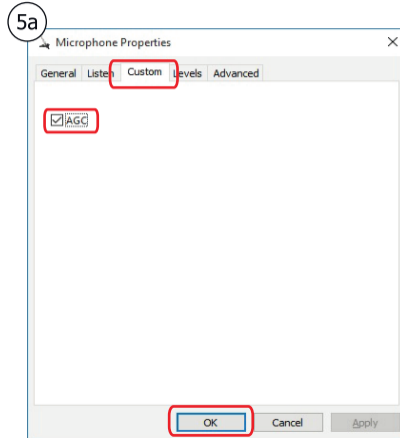 5a
Microphone Properties
General Listen Custom Levels Advanced
AGC
OK Cancel Apply